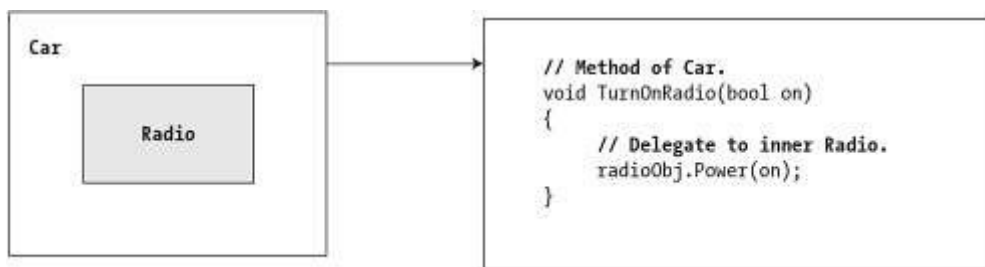 Car
Radio
// Method of Car.
void TurnOnRadio(bool on)
{
// Delegate to inner Radio.
radioObj.Power(on);
}